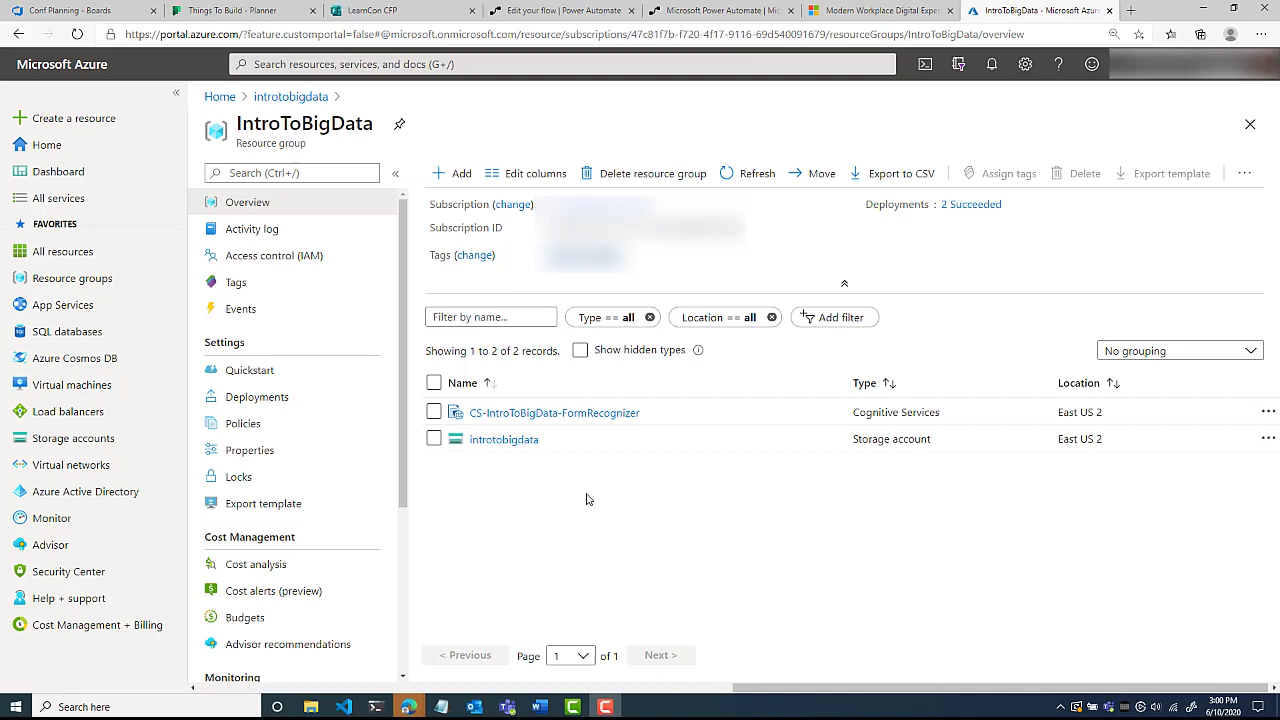 Conf Planning - Boards
Things To Build - Planner
LearnCon CFP
Edit your flow | Power Automate
Microsoft Power Automate | Mic
Modern Workplace Digital Exper
IntroToBigData - Microsoft Azur
https://portal.azure.com/?feature.customportal=false#@microsoft.onmicrosoft.com/resource/subscriptions/47c81f7b-f720-4f17-9116-69d540091679/resourceGroups/IntroToBigData/overview
Microsoft Azure
Search resources, services, and docs (G+/)
Home > introtobigdata >
IntroToBigData
Resource group
Create a resource
Home
Dashboard
All services
FAVORITES
All resources
Resource groups
App Services
SQL databases
Azure Cosmos DB
Virtual machines
Load balancers
Storage accounts
Virtual networks
Azure Active Directory
Monitor
Advisor
Security Center
Help + support
Cost Management + Billing
Search (Ctrl+/)
Overview
Activity log
Access control (IAM)
Tags
Events
Settings
Quickstart
Deployments
Policies
Properties
Locks
Export template
Cost Management
Cost analysis
Cost alerts (preview)
Budgets
Advisor recommendations
Monitoring
Add
Edit columns
Delete resource group
Refresh
Move
Export to CSV
Assign tags
Delete
Export template
Subscription (change)
Deployments : 2 Succeeded
Subscription ID
Tags (change)
Filter by name...
Type == all
Location == all
Add filter
Showing 1 to 2 of 2 records.
Show hidden types
No grouping
Name Type Location
CS-IntroToBigData-FormRecognizer Cognitive Services East US 2
introtobigdata Storage account East US 2
< Previous Page 1 of 1 Next >
Search here
3:00 PM
6/10/2020